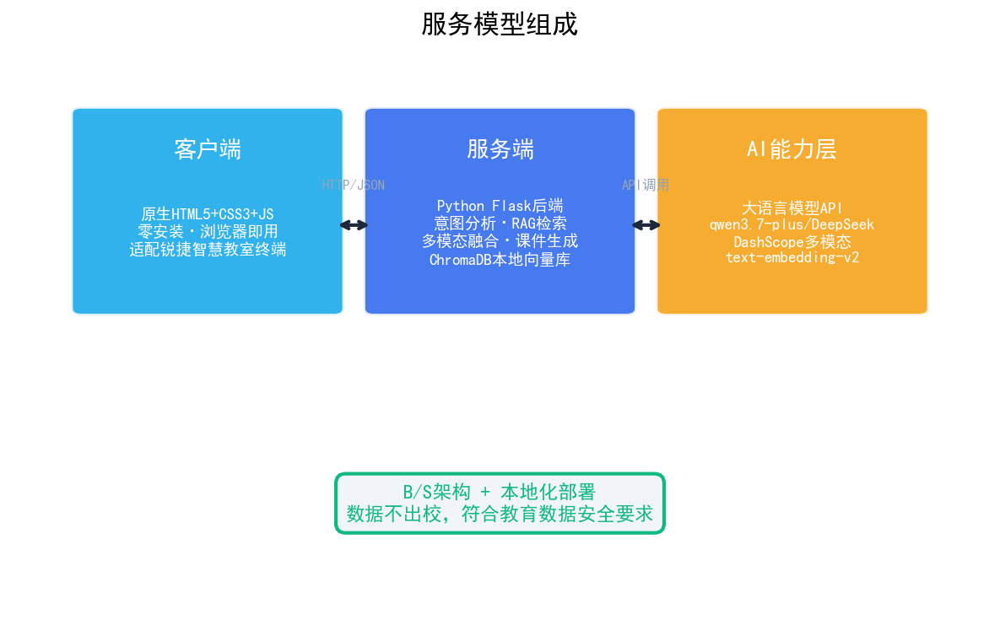 服务模型组成
客户端
原生HTML5+CSS3+JS
零安装·浏览器即用
适配锐捷智慧教室终端
HTTP/JSON
服务端
Python Flask后端
意图分析·RAG检索
多模态融合·课件生成
ChromaDB本地向量库
API调用
AI能力层
大语言模型API
qwen3.7-plus/DeepSeek
DashScope多模态
text-embedding-v2
B/S架构 + 本地化部署
数据不出校，符合教育数据安全要求